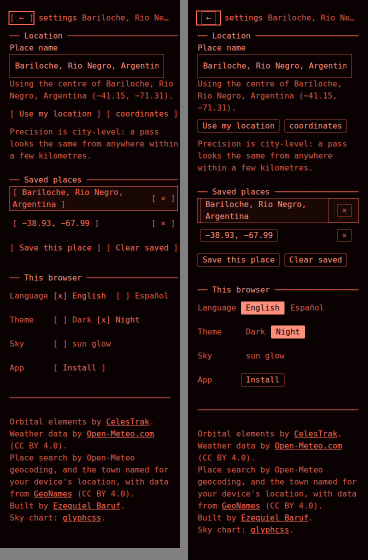 [ ← ] settings Bariloche, Rio Ne…
Location
Place name
Bariloche, Rio Negro, Argentin
Using the centre of Bariloche, Rio
Negro, Argentina (−41.15, −71.31).
[ Use my location ] [ coordinates ]
Precision is city-level: a pass
looks the same from anywhere within
a few kilometres.
Saved places
[ Bariloche, Rio Negro,
Argentina ] [ × ]
[ −38.93, −67.99 ] [ × ]
[ Save this place ] [ Clear saved ]
This browser
Language [x] English [ ] Español
Theme [ ] Dark [x] Night
Sky [ ] sun glow
App [ Install ]
Orbital elements by CelesTrak.
Weather data by Open-Meteo.com
(CC BY 4.0).
Place search by Open-Meteo
geocoding, and the town named for
your device's location, with data
from GeoNames (CC BY 4.0).
Built by Ezequiel Baruf.
Sky chart: glyphcss.
← settings Bariloche, Rio Ne…
Location
Place name
Bariloche, Rio Negro, Argentin
Using the centre of Bariloche,
Rio Negro, Argentina (−41.15,
−71.31).
Use my location coordinates
Precision is city-level: a pass
looks the same from anywhere
within a few kilometres.
Saved places
Bariloche, Rio Negro,
Argentina ×
−38.93, −67.99 ×
Save this place Clear saved
This browser
Language English Español
Theme Dark Night
Sky sun glow
App Install
Orbital elements by CelesTrak.
Weather data by Open-Meteo.com
(CC BY 4.0).
Place search by Open-Meteo
geocoding, and the town named for
your device's location, with data
from GeoNames (CC BY 4.0).
Built by Ezequiel Baruf.
Sky chart: glyphcss.